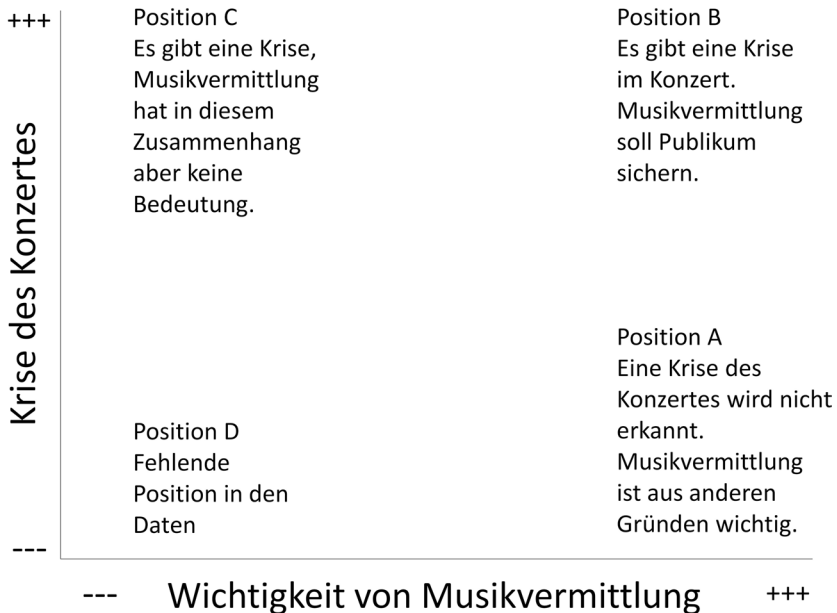 +++
Krise des Konzertes
---
Position C
Es gibt eine Krise,
Musikvermittlung
hat in diesem
Zusammenhang
aber keine
Bedeutung.
Position B
Es gibt eine Krise
im Konzert.
Musikvermittlung
soll Publikum
sichern.
Position D
Fehlende
Position in den
Daten
Position A
Eine Krise des
Konzertes wird nicht
erkannt.
Musikvermittlung
ist aus anderen
Gründen wichtig.
--- Wichtigkeit von Musikvermittlung +++